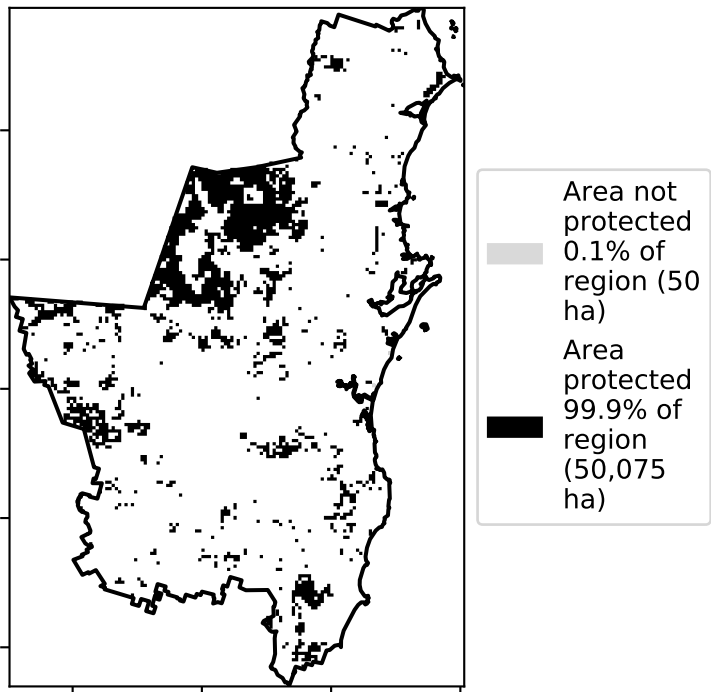 Area not
protected
0.1% of
region (50
ha)
Area
protected
99.9% of
region
(50,075
ha)